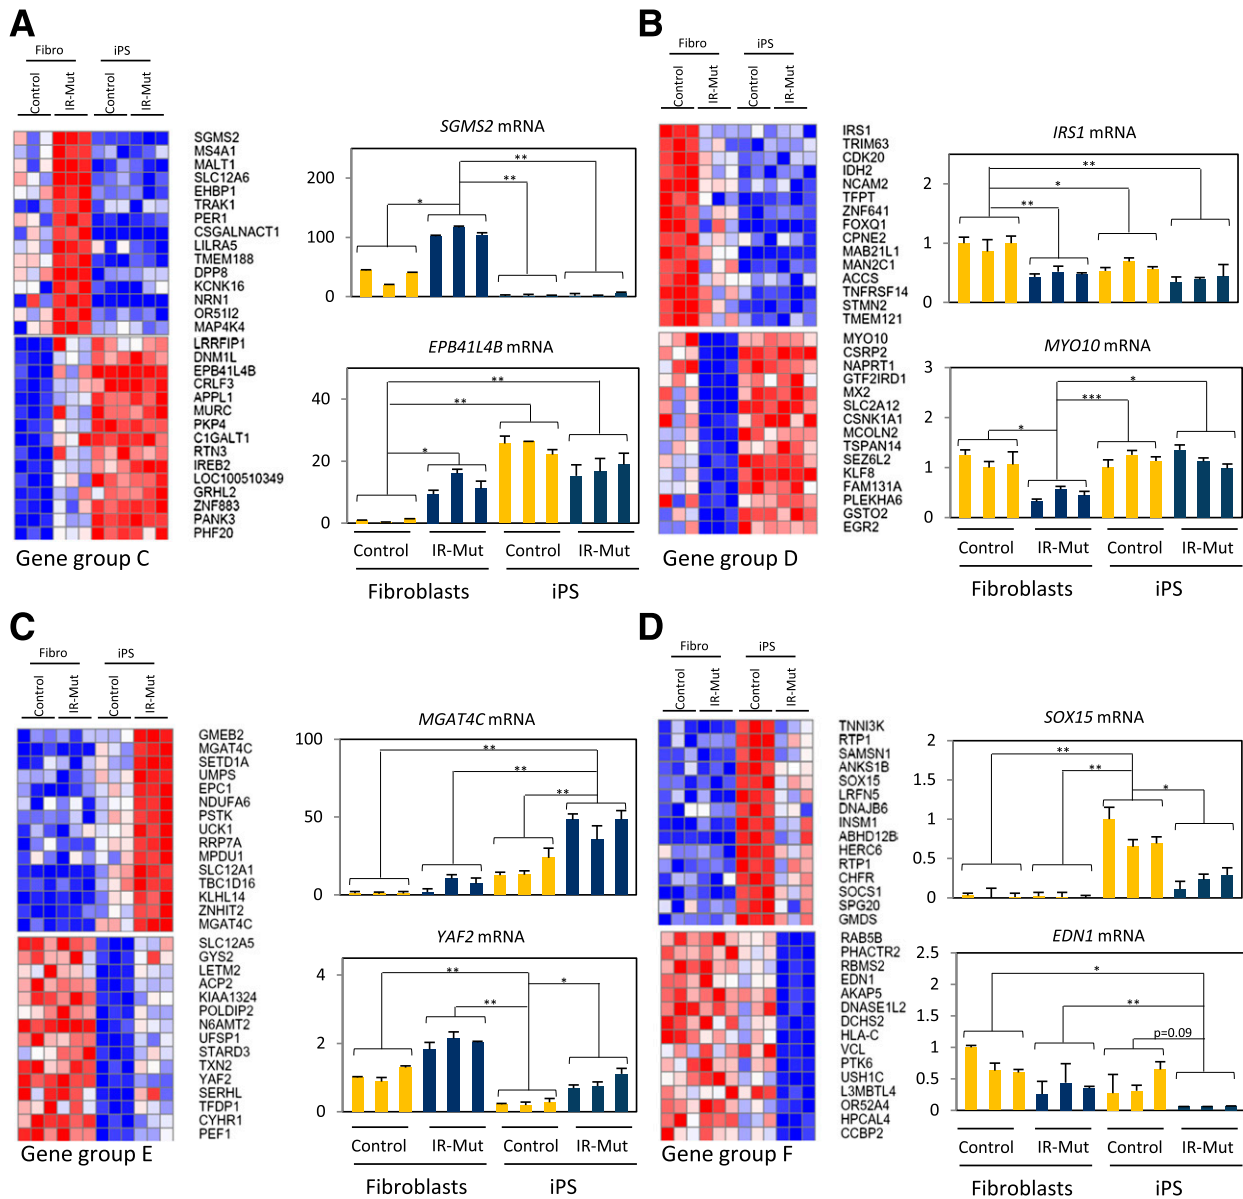 A
Fibro
iPS
Control
IR-Mut
Control
IR-Mut
SGMS2
MS4A1
MALT1
SLC12A6
EHBP1
TRAK1
PER1
CSGALNACT1
LILRA5
TMEM188
DPP8
KCNK16
NRN1
OR51I2
MAP4K4
LRRFIP1
DNM1L
EPB41L4B
CRLF3
APPL1
MURC
PKP4
C1GALT1
RTN3
IREB2
LOC100510349
GRHL2
ZNF883
PANK3
PHF20
Gene group C
SGMS2 mRNA
200
100
0
*
**
**
EPB41L4B mRNA
40
20
0
*
**
**
Control
IR-Mut
Control
IR-Mut
Fibroblasts
iPS
B
Fibro
iPS
Control
IR-Mut
Control
IR-Mut
IRS1
TRIM63
CDK20
IDH2
NCAM2
TFPT
ZNF641
FOXQ1
CPNE2
MAB21L1
MAN2C1
ACCS
TNFRSF14
STMN2
TMEM121
MYO10
CSRP2
NAPRT1
GTF2IRD1
MX2
SLC2A12
CSNK1A1
MCOLN2
TSPAN14
SEZ6L2
KLF8
FAM131A
PLEKHA6
GSTO2
EGR2
Gene group D
IRS1 mRNA
2
1
0
**
*
**
MYO10 mRNA
3
2
1
0
*
***
*
Control
IR-Mut
Control
IR-Mut
Fibroblasts
iPS
C
Fibro
iPS
Control
IR-Mut
Control
IR-Mut
GMEB2
MGAT4C
SETD1A
UMPS
EPC1
NDUFA6
PSTK
UCK1
RRP7A
MPDU1
SLC12A1
TBC1D16
KLHL14
ZNHIT2
MGAT4C
SLC12A5
GYS2
LETM2
ACP2
KIAA1324
POLDIP2
N6AMT2
UFSP1
STARD3
TXN2
YAF2
SERHL
TFDP1
CYHR1
PEF1
Gene group E
MGAT4C mRNA
100
50
0
**
**
**
YAF2 mRNA
4
2
0
**
**
*
Control
IR-Mut
Control
IR-Mut
Fibroblasts
iPS
D
Fibro
iPS
Control
IR-Mut
Control
IR-Mut
TNNI3K
RTP1
SAMSN1
ANKS1B
SOX15
LRFN5
DNAJB6
INSM1
ABHD12B
HERC6
RTP1
CHFR
SOCS1
SPG20
GMDS
RAB5B
PHACTR2
RBMS2
EDN1
AKAP5
DNASE1L2
DCHS2
HLA-C
VCL
PTK6
USH1C
L3MBTL4
OR52A4
HPCAL4
CCBP2
Gene group F
SOX15 mRNA
2
1.5
1
0.5
0
**
**
*
EDN1 mRNA
2.5
2
1.5
1
0.5
0
*
**
p=0.09
Control
IR-Mut
Control
IR-Mut
Fibroblasts
iPS